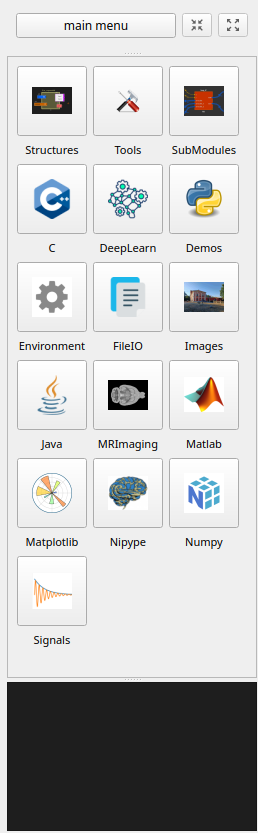 main menu
Structures Tools SubModules
C DeepLearn Demos
Environment FileIO Images
Java MRImaging Matlab
Matplotlib Nipype Numpy
Signals